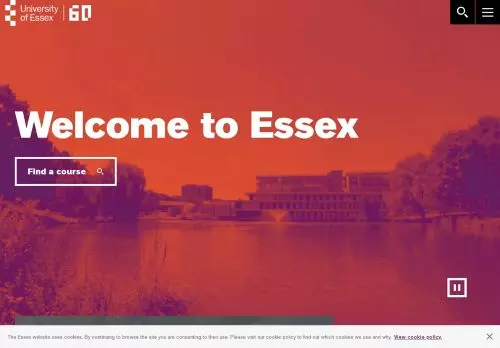 University
of Essex
60
Welcome to Essex
Find a course
The Essex website uses cookies. By continuing to browse the site you are consenting to their use. Please visit our cookie policy to find out which cookies we use and why. View cookie policy.